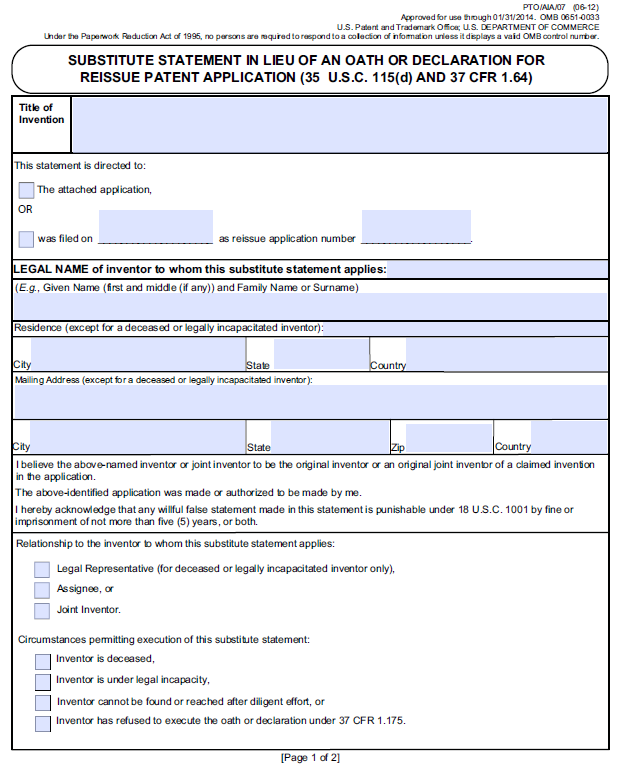 PTO/AIA/07 (06-12)
Approved for use through 01/31/2014. OMB 0651-0033
U.S. Patent and Trademark Office; U.S. DEPARTMENT OF COMMERCE
Under the Paperwork Reduction Act of 1995, no persons are required to respond to a collection of information unless it displays a valid OMB control number.
SUBSTITUTE STATEMENT IN LIEU OF AN OATH OR DECLARATION FOR
REISSUE PATENT APPLICATION (35 U.S.C. 115(d) AND 37 CFR 1.64)
Title of
Invention
This statement is directed to:
The attached application,
OR
was filed on ____________________ as reissue application number ____________________.
LEGAL NAME of inventor to whom this substitute statement applies:
(E.g., Given Name (first and middle (if any)) and Family Name or Surname)
Residence (except for a deceased or legally incapacitated inventor):
City State Country
Mailing Address (except for a deceased or legally incapacitated inventor):
City State Zip Country
I believe the above-named inventor or joint inventor to be the original inventor or an original joint inventor of a claimed invention
in the application.
The above-identified application was made or authorized to be made by me.
I hereby acknowledge that any willful false statement made in this statement is punishable under 18 U.S.C. 1001 by fine or
imprisonment of not more than five (5) years, or both.
Relationship to the inventor to whom this substitute statement applies:
Legal Representative (for deceased or legally incapacitated inventor only),
Assignee, or
Joint Inventor.
Circumstances permitting execution of this substitute statement:
Inventor is deceased,
Inventor is under legal incapacity,
Inventor cannot be found or reached after diligent effort, or
Inventor has refused to execute the oath or declaration under 37 CFR 1.175.
[Page 1 of 2]